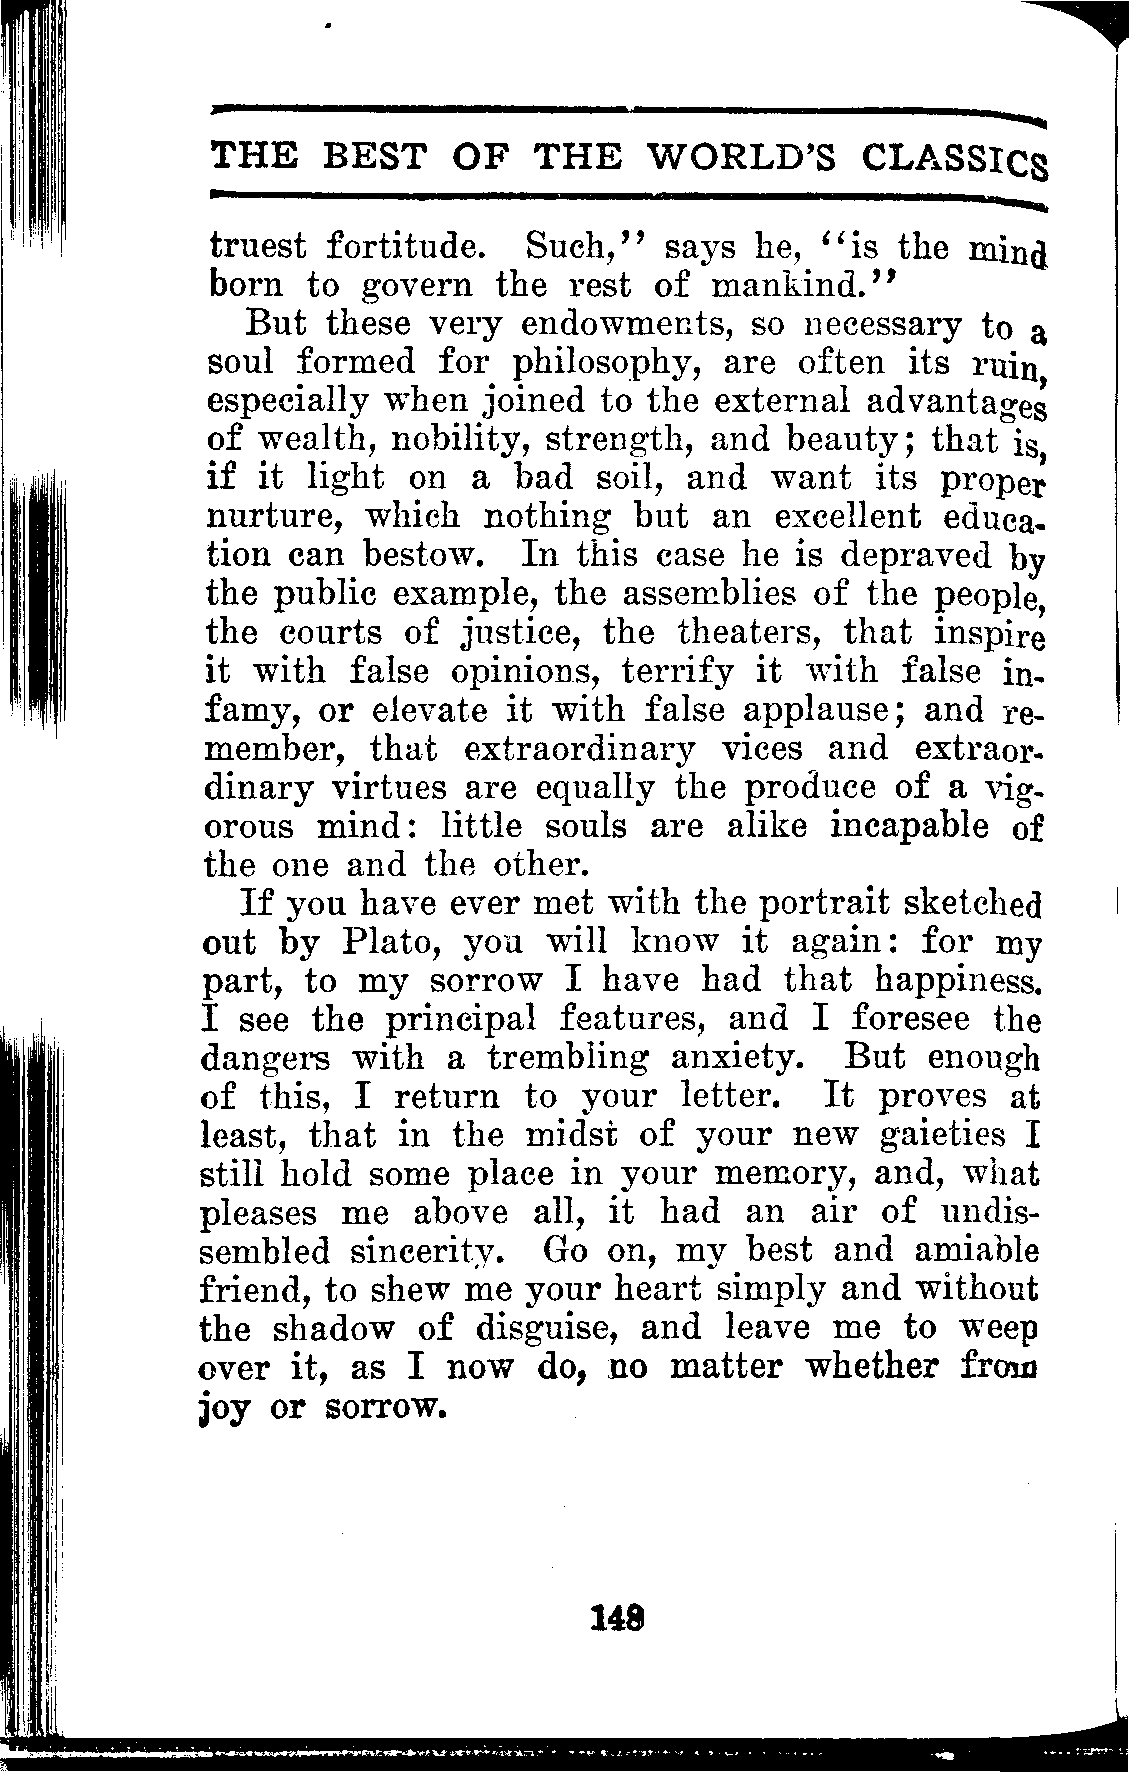 THE BEST OF THE WORLD'S CLASSICS
truest fortitude. Such,'' says he, ''is the mind
born to govern the rest of mankind.''
But these very endowments, so necessary to a
soul formed for philosophy, are often its ruin,
especially when joined to the external advantages
of wealth, nobility, strength, and beauty; that is,
if it light on a bad soil, and want its proper
nurture, which nothing but an excellent educa-
tion can bestow. In this case he is depraved by
the public example, the assemblies of the people,
the courts of justice, the theaters, that inspire
it with false opinions, terrify it with false in-
famy, or elevate it with false applause; and re-
member, that extraordinary vices and extraor-
dinary virtues are equally the produce of a vig-
orous mind: little souls are alike incapable of
the one and the other.
If you have ever met with the portrait sketched
out by Plato, you will know it again: for my
part, to my sorrow I have had that happiness.
I see the principal features, and I foresee the
dangers with a trembling anxiety. But enough
of this, I return to your letter. It proves at
least, that in the midst of your new gaieties I
still hold some place in your memory, and, what
pleases me above all, it had an air of undis-
sembled sincerity. Go on, my best and amiable
friend, to shew me your heart simply and without
the shadow of disguise, and leave me to weep
over it, as I now do, no matter whether from
joy or sorrow.
148